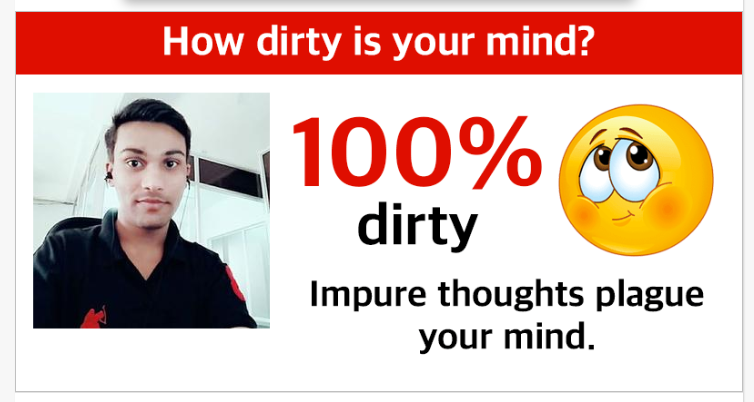 How dirty is your mind?
100%
dirty
Impure thoughts plague
your mind.